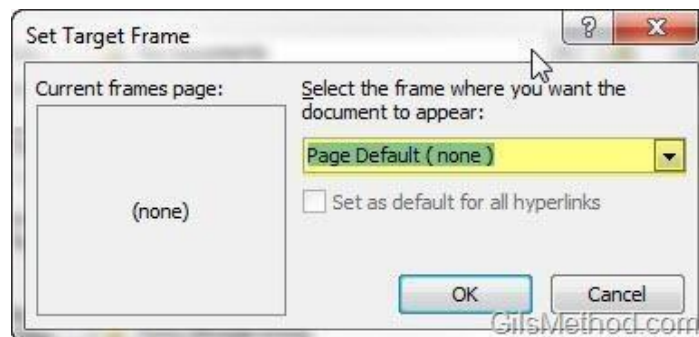 Set Target Frame
Current frames page:
(none)
Select the frame where you want the
document to appear:
Page Default ( none )
Set as default for all hyperlinks
OK
Cancel
GilsMethod.com